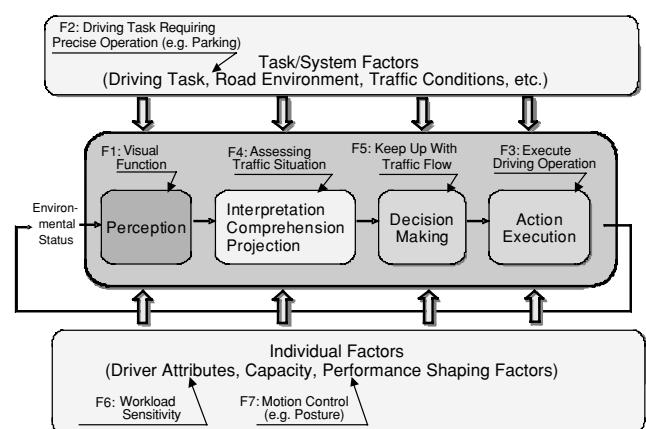 F2: Driving Task Requiring
Precise Operation (e.g. Parking)
Task/System Factors
(Driving Task, Road Environment, Traffic Conditions, etc.)
F1: Visual
Function
F4: Assessing
Traffic Situation
F5: Keep Up With
Traffic Flow
F3: Execute
Driving Operation
Environ-
mental
Status
Perception
Interpretation
Comprehension
Projection
Decision
Making
Action
Execution
Individual Factors
(Driver Attributes, Capacity, Performance Shaping Factors)
F6: Workload
Sensitivity
F7: Motion Control
(e.g. Posture)